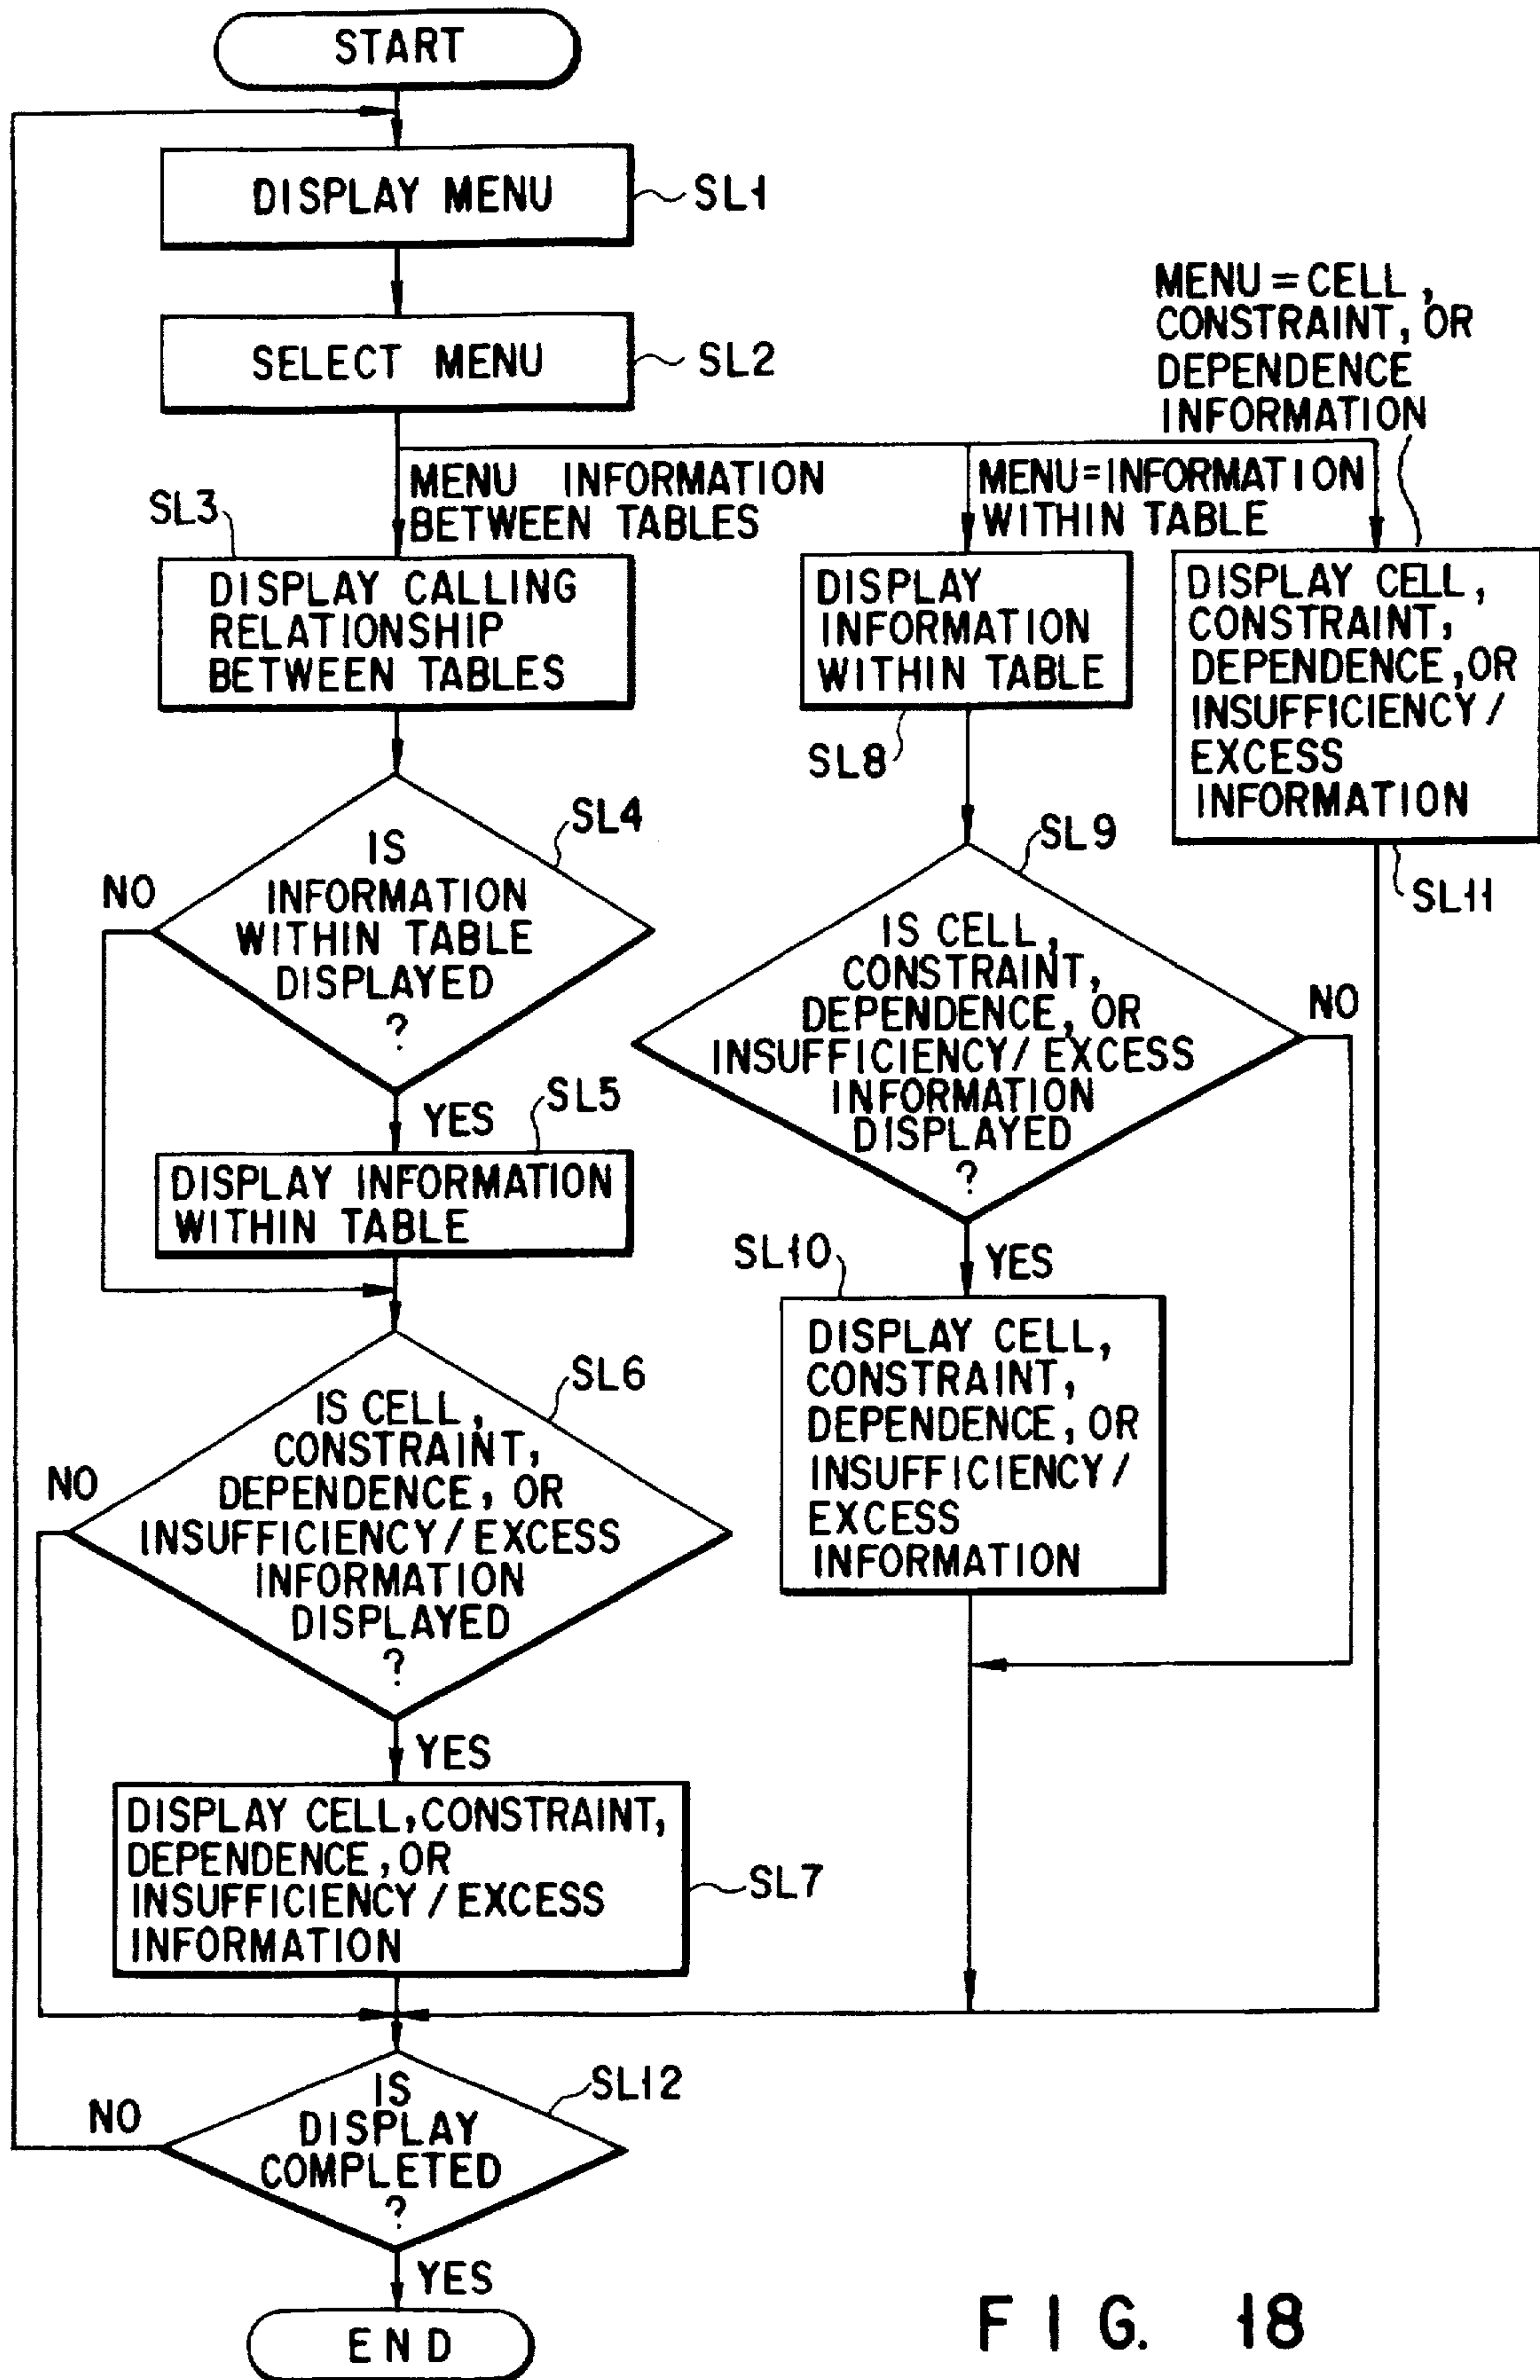 START
DISPLAY MENU
SL1
SELECT MENU
SL2
MENU=CELL,
CONSTRAINT, OR
DEPENDENCE
INFORMATION
MENU INFORMATION
BETWEEN TABLES
MENU=INFORMATION
WITHIN TABLE
SL3
DISPLAY CALLING
RELATIONSHIP
BETWEEN TABLES
DISPLAY
INFORMATION
WITHIN TABLE
SL8
DISPLAY CELL,
CONSTRAINT,
DEPENDENCE, OR
INSUFFICIENCY/
EXCESS
INFORMATION
SL11
SL4
IS
INFORMATION
WITHIN TABLE
DISPLAYED
?
NO
YES
SL9
IS CELL,
CONSTRAINT,
DEPENDENCE, OR
INSUFFICIENCY/EXCESS
INFORMATION
DISPLAYED
?
NO
YES
SL5
DISPLAY INFORMATION
WITHIN TABLE
SL10
DISPLAY CELL,
CONSTRAINT,
DEPENDENCE, OR
INSUFFICIENCY/
EXCESS
INFORMATION
SL6
IS CELL,
CONSTRAINT,
DEPENDENCE, OR
INSUFFICIENCY/EXCESS
INFORMATION
DISPLAYED
?
NO
YES
DISPLAY CELL, CONSTRAINT,
DEPENDENCE, OR
INSUFFICIENCY/EXCESS
INFORMATION
SL7
SL12
IS
DISPLAY
COMPLETED
?
NO
YES
END
FIG. 18